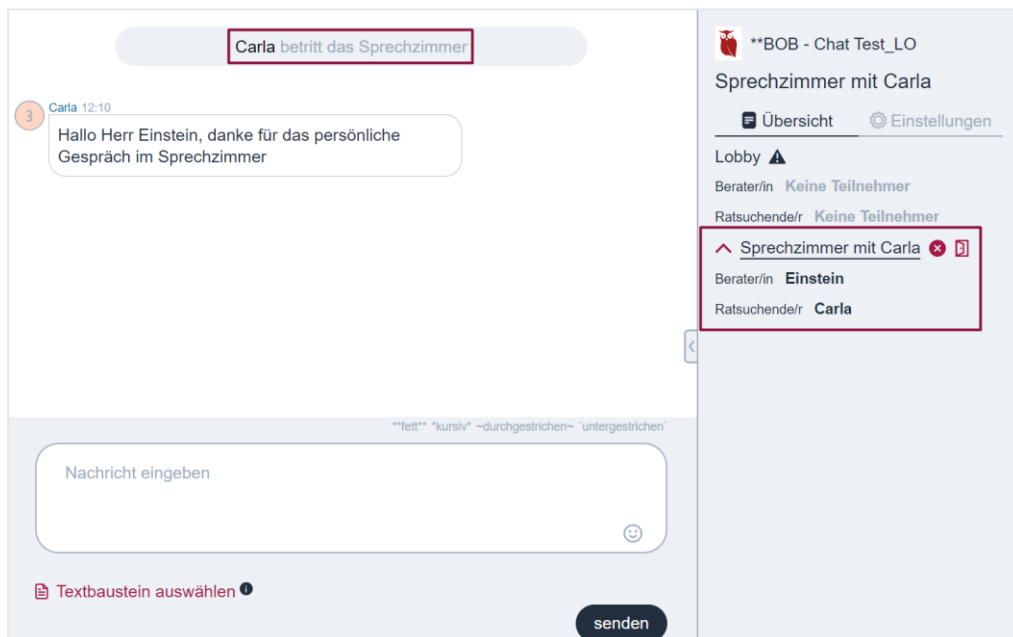 Carla betritt das Sprechzimmer
3
Carla 12:10
Hallo Herr Einstein, danke für das persönliche
Gespräch im Sprechzimmer
**fett** *kursiv* ~durchgestrichen~ `untergestrichen`
Nachricht eingeben
Textbaustein auswählen
senden
**BOB - Chat Test_LO
Sprechzimmer mit Carla
Übersicht Einstellungen
Lobby
Berater/in Keine Teilnehmer
Ratsuchende/r Keine Teilnehmer
Sprechzimmer mit Carla
Berater/in Einstein
Ratsuchende/r Carla